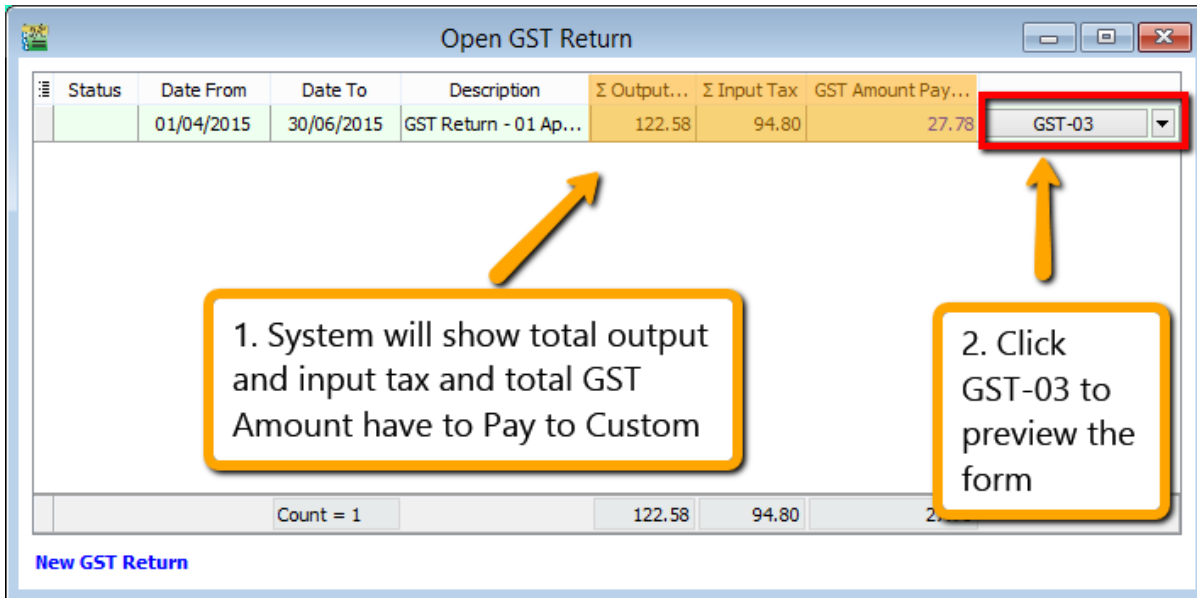 Open GST Return
Status Date From Date To Description Σ Output... Σ Input Tax GST Amount Pay...
01/04/2015 30/06/2015 GST Return - 01 Ap... 122.58 94.80 27.78 GST-03
1. System will show total output
and input tax and total GST
Amount have to Pay to Custom
2. Click
GST-03 to
preview the
form
Count = 1 122.58 94.80
New GST Return